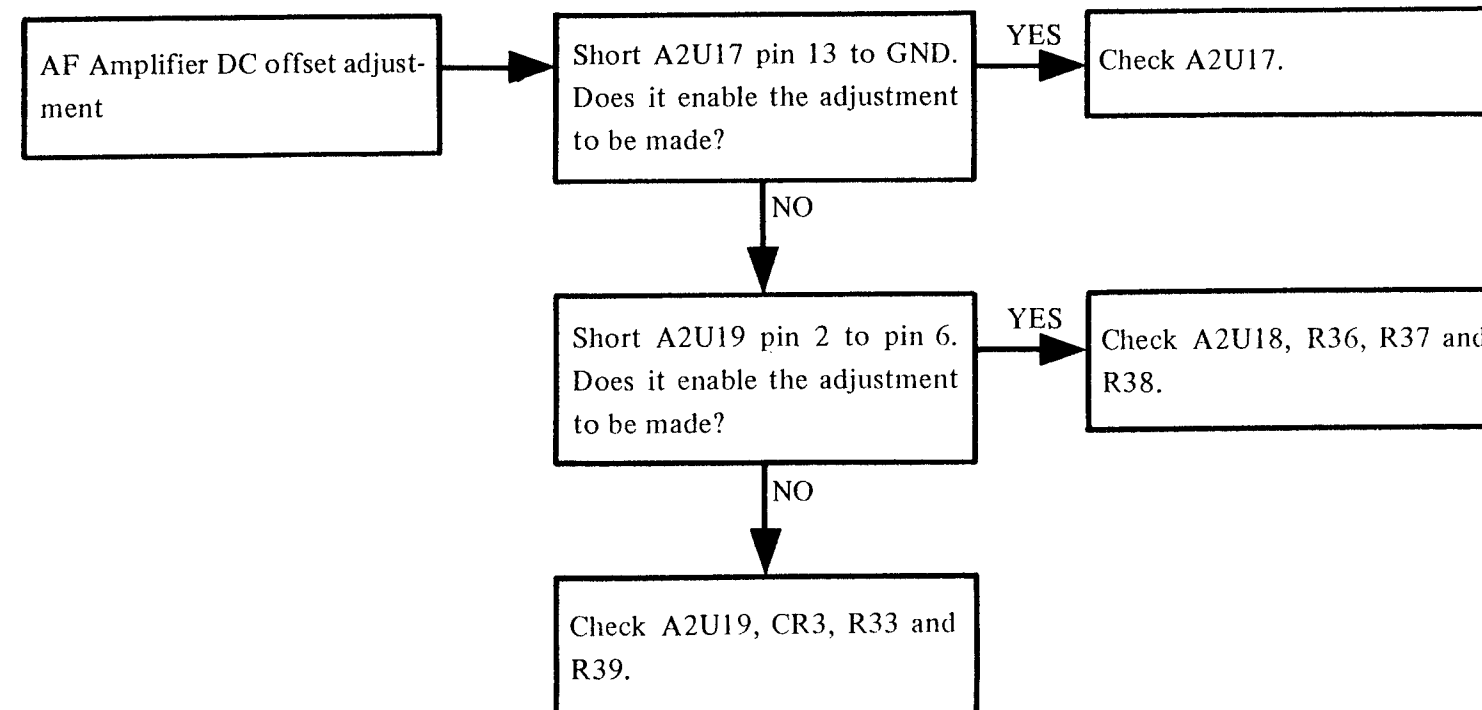 AF Amplifier DC offset adjust-
ment
Short A2U17 pin 13 to GND.
Does it enable the adjustment
to be made?
YES
Check A2U17.
NO
Short A2U19 pin 2 to pin 6.
Does it enable the adjustment
to be made?
YES
Check A2U18, R36, R37 and
R38.
NO
Check A2U19, CR3, R33 and
R39.